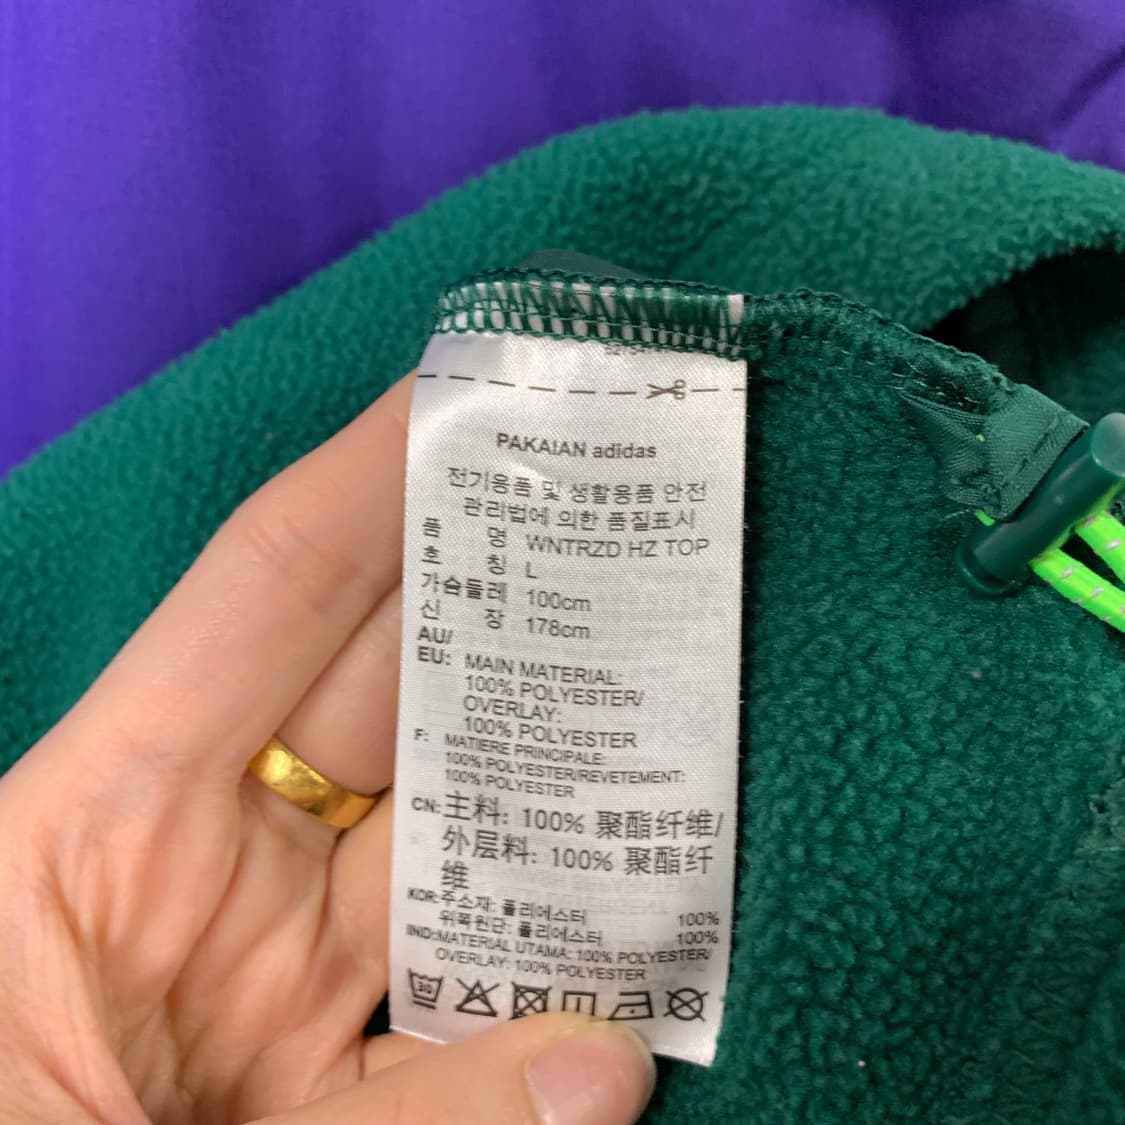 PAKAIAN adidas
전기용품 및 생활용품 안전
관리법에 의한 품질표시
품 명 WNTRZD HZ TOP
호 칭 L
가슴둘레 100cm
신 장 178cm
AU/
EU: MAIN MATERIAL:
100% POLYESTER/
OVERLAY:
100% POLYESTER
F: MATIERE PRINCIPALE:
100% POLYESTER/REVETEMENT:
100% POLYESTER
CN: 主料: 100% 聚酯纤维/
外层料: 100% 聚酯纤
维
KOR: 주소재: 폴리에스터 100%
위쪽원단: 폴리에스터 100%
IND: MATERIAL UTAMA: 100% POLYESTER/
OVERLAY: 100% POLYESTER
30